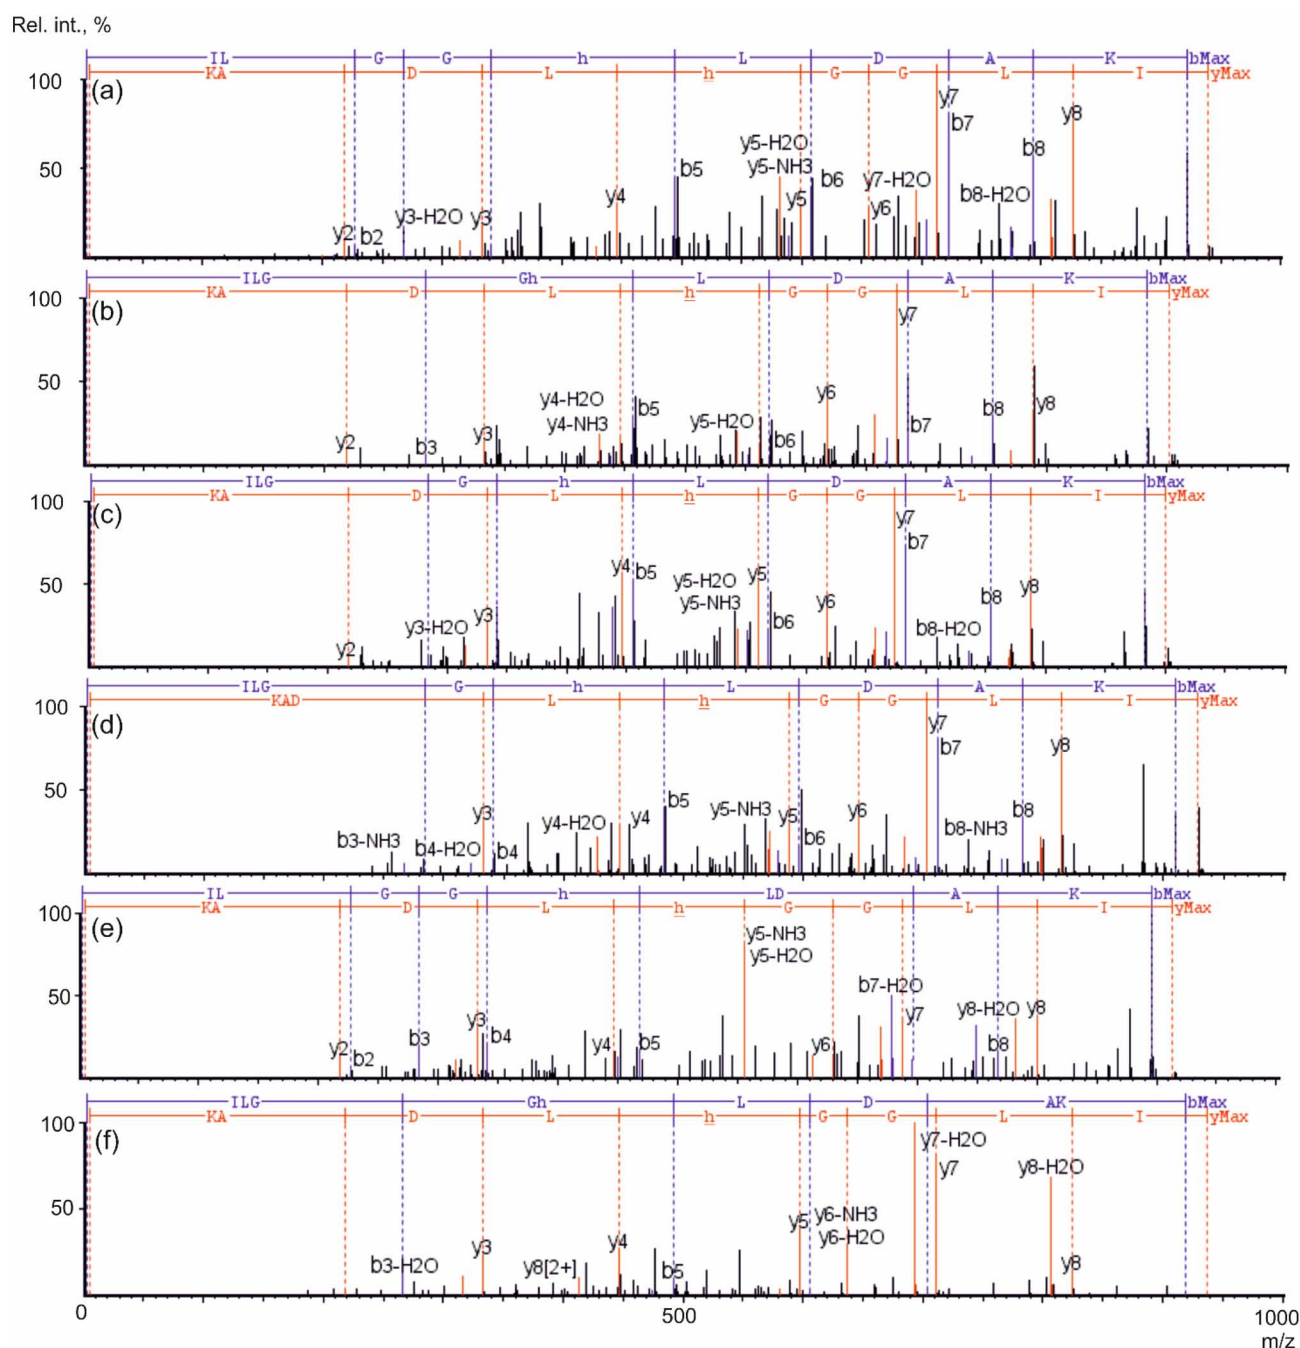 Rel. int., %
IL G G h L D A K bMax
KA D L h G G L I yMax
100
(a)
50
y2 b2 y3-H2O y3 y4 b5 y5-H2O y5-NH3 y5 b6 y7-H2O y6 y7 b7 b8-H2O b8 y8
ILG Gh L D A K bMax
KA D L h G G L I yMax
100
(b)
50
y2 b3 y3 y4-H2O y4-NH3 b5 y5-H2O b6 y6 y7 b7 b8 y8
ILG G h L D A K bMax
KA D L h G G L I yMax
100
(c)
50
y2 y3-H2O y3 y4 b5 y5-H2O y5-NH3 y5 b6 y6 y7 b7 b8-H2O b8 y8
ILG G h L D A K bMax
KAD L h G G L I yMax
100
(d)
50
b3-NH3 b4-H2O y3 b4 y4-H2O y4 b5 y5-NH3 y5 b6 y6 y7 b7 b8-NH3 b8 y8
IL G G h LD A K bMax
KA D L h G G L I yMax
100
(e)
50
y2 b2 b3 y3 b4 y4 b5 y5-NH3 y5-H2O y6 b7-H2O y7 y8-H2O b8 y8
ILG Gh L D AK bMax
KA D L h G G L I yMax
100
(f)
50
b3-H2O y3 y8[2+] y4 b5 y5 y6-NH3 y6-H2O y7-H2O y7 y8-H2O y8
0 500 1000
m/z